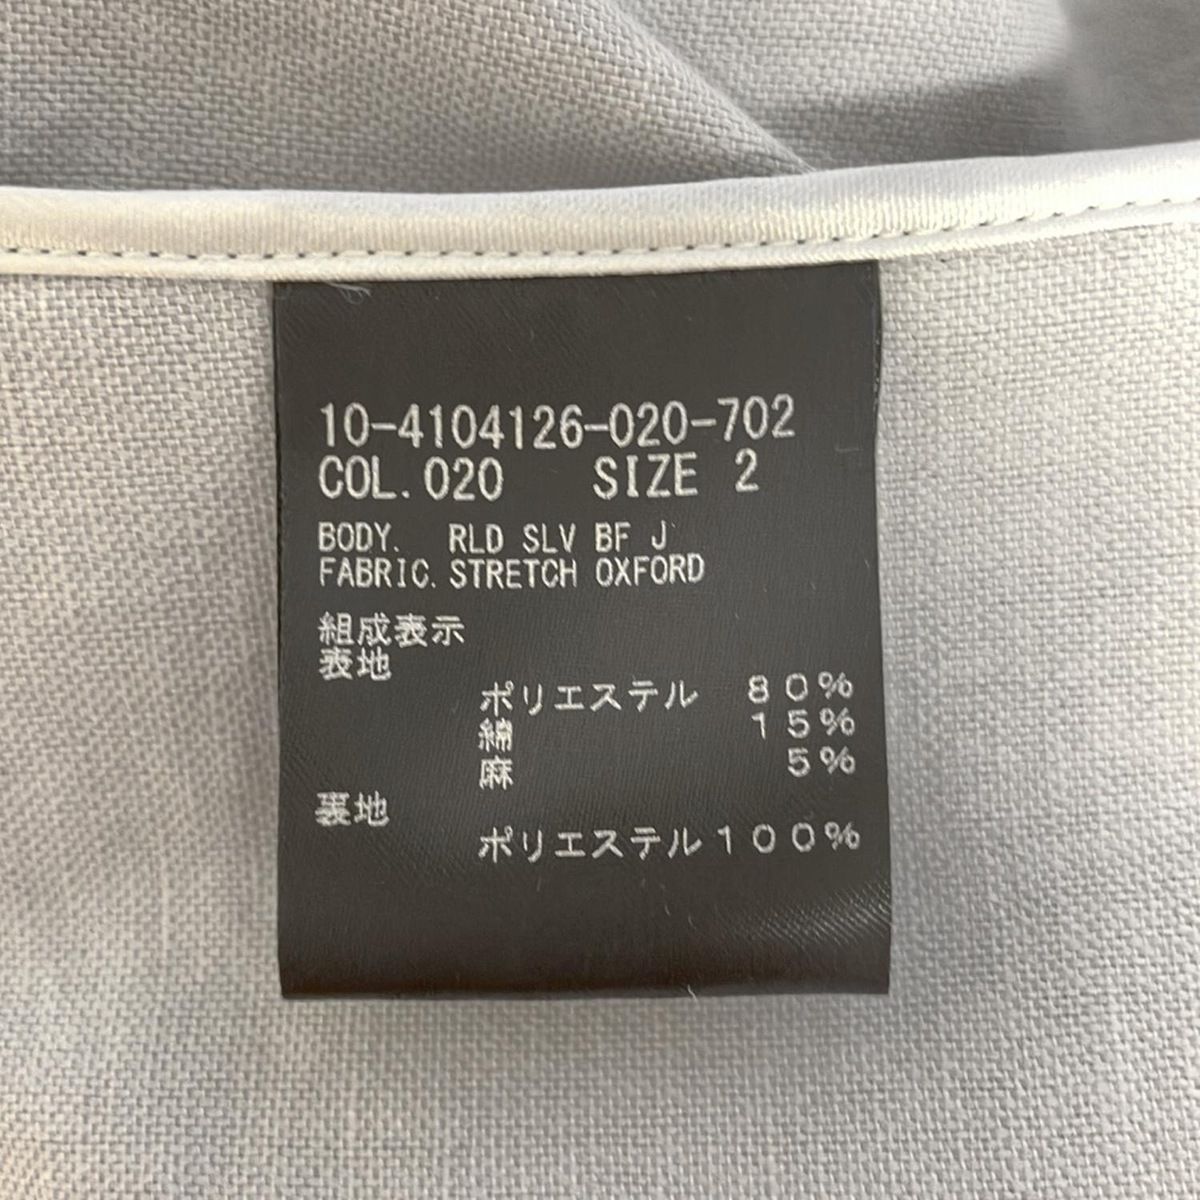 10-4104126-020-702
COL.020 SIZE 2
BODY. RLD SLV BF J
FABRIC.STRETCH OXFORD
組成表示
表地
ポリエステル 80%
綿 15%
麻 5%
裏地
ポリエステル100%